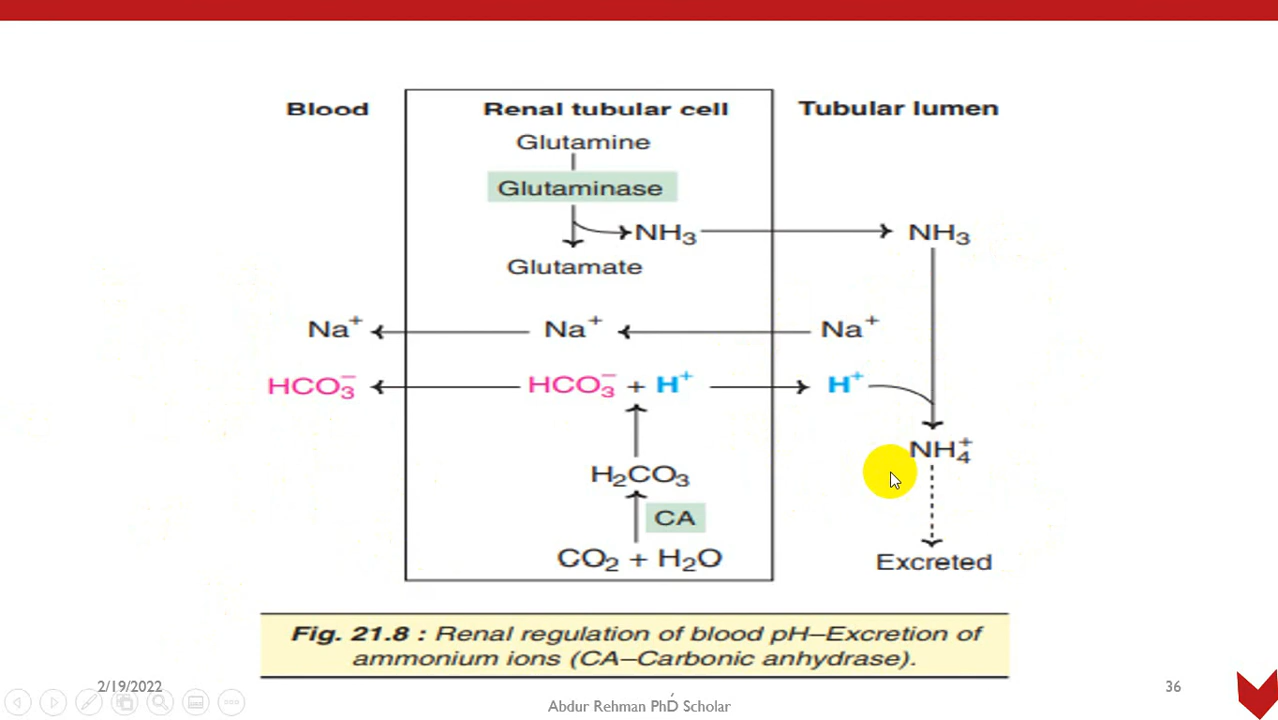 Blood Renal tubular cell Tubular lumen
Glutamine
Glutaminase
NH₃ NH₃
Glutamate
Na⁺ Na⁺ Na⁺
HCO₃⁻ HCO₃⁻ + H⁺ H⁺
NH₄⁺
H₂CO₃
CA
CO₂ + H₂O Excreted
Fig. 21.8 : Renal regulation of blood pH–Excretion of
ammonium ions (CA–Carbonic anhydrase).
2/19/2022 36
Abdur Rehman PhD Scholar